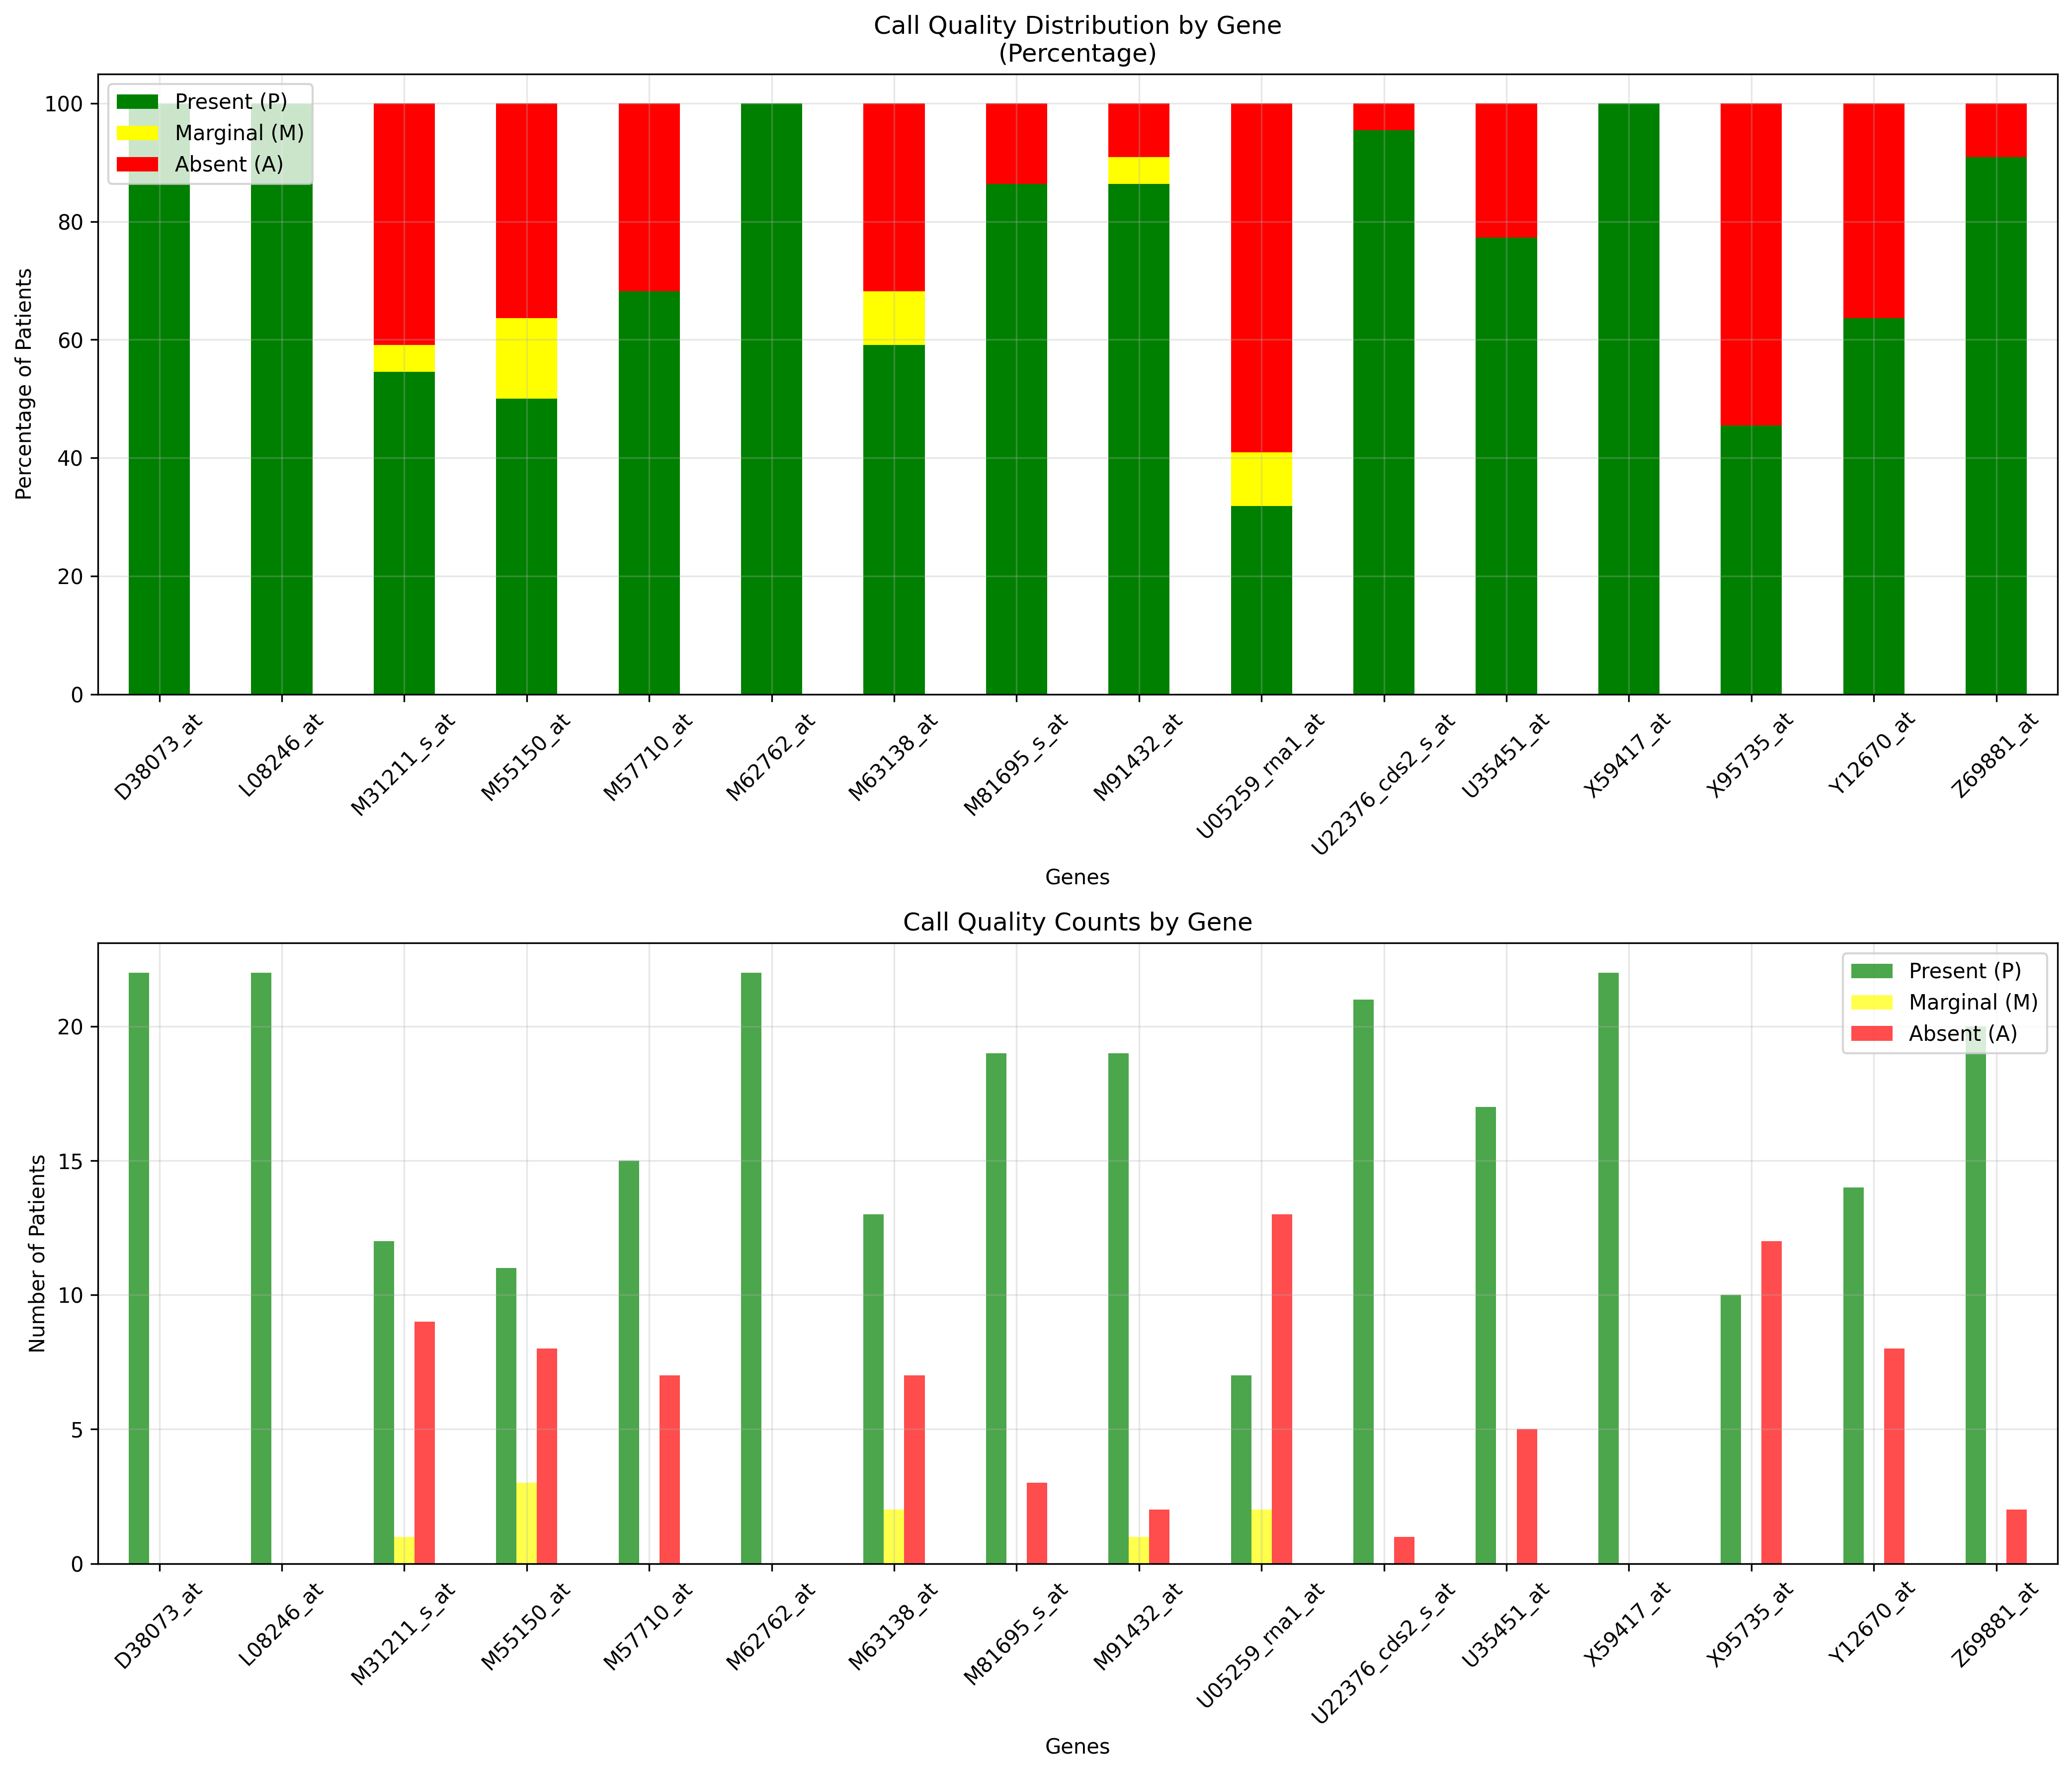 Call Quality Distribution by Gene
(Percentage)
Present (P)
Marginal (M)
Absent (A)
100
80
60
40
20
0
Percentage of Patients
D38073_at
L08246_at
M31211_s_at
M55150_at
M57710_at
M62762_at
M63138_at
M81695_s_at
M91432_at
U05259_rna1_at
U22376_cds2_s_at
U35451_at
X59417_at
X95735_at
Y12670_at
Z69881_at
Genes
Call Quality Counts by Gene
Present (P)
Marginal (M)
Absent (A)
20
15
10
5
0
Number of Patients
D38073_at
L08246_at
M31211_s_at
M55150_at
M57710_at
M62762_at
M63138_at
M81695_s_at
M91432_at
U05259_rna1_at
U22376_cds2_s_at
U35451_at
X59417_at
X95735_at
Y12670_at
Z69881_at
Genes